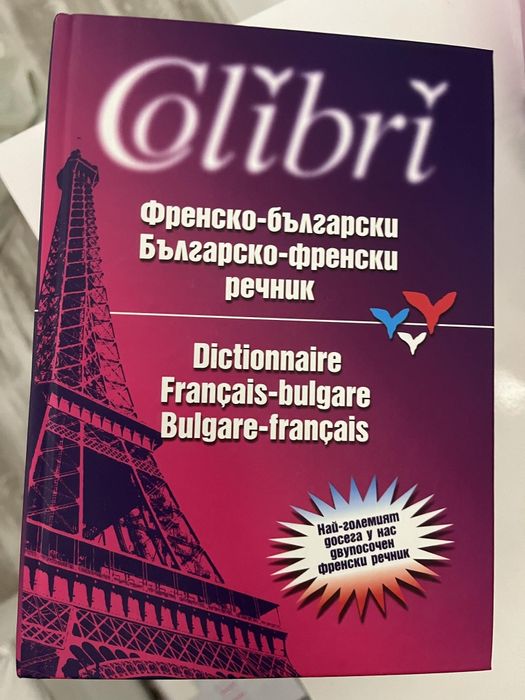 Colibri
Френско-български
Българско-френски
речник
Dictionnaire
Français-bulgare
Bulgare-français
Най-големият
досега у нас
двупосочен
френски речник